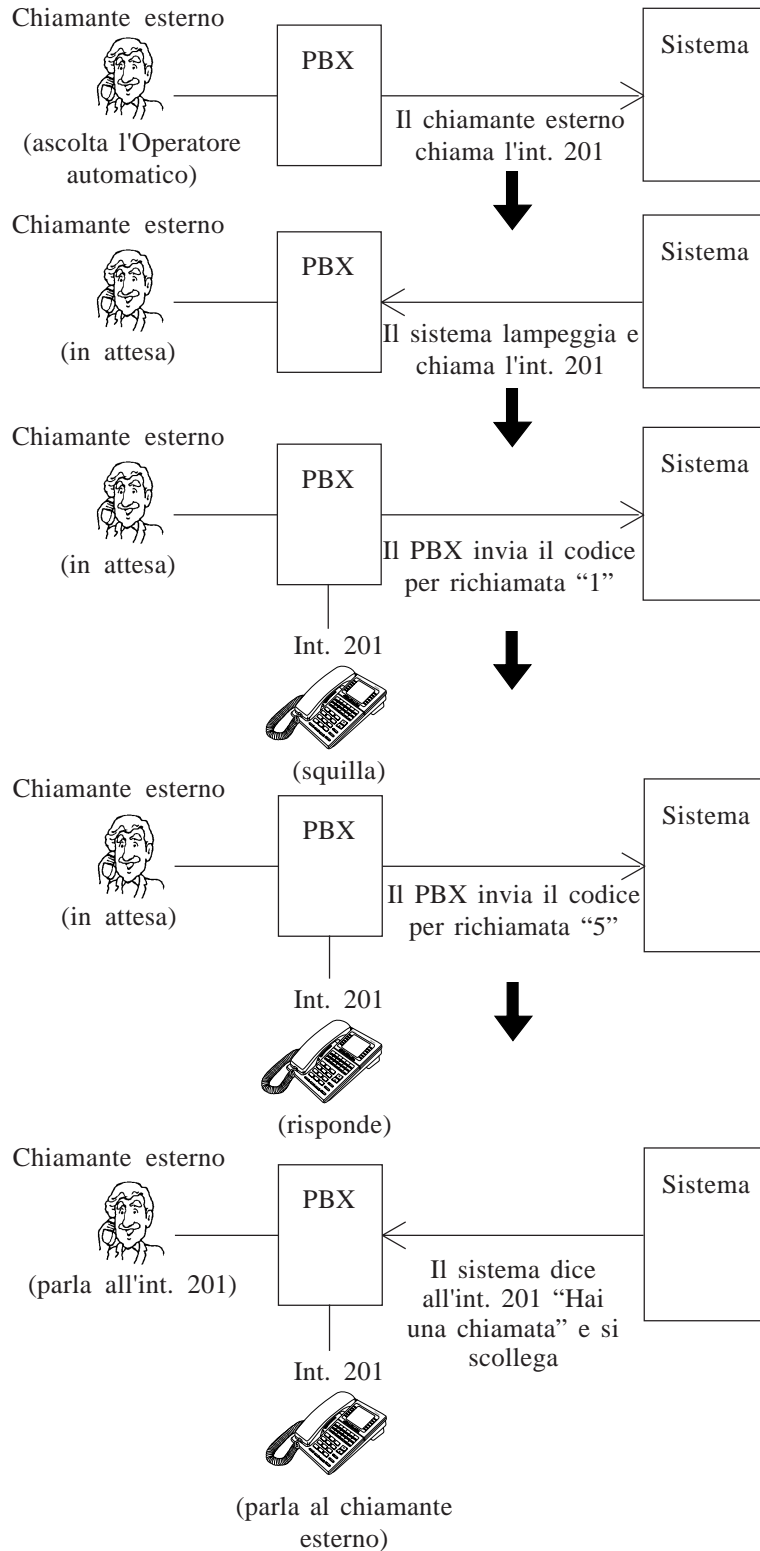 Chiamante esterno
PBX
Sistema
(ascolta l'Operatore
automatico)
Il chiamante esterno
chiama l'int. 201
Chiamante esterno
PBX
Sistema
(in attesa)
Il sistema lampeggia e
chiama l'int. 201
Chiamante esterno
PBX
Sistema
(in attesa)
Il PBX invia il codice
per richiamata “1”
Int. 201
(squilla)
Chiamante esterno
PBX
Sistema
(in attesa)
Il PBX invia il codice
per richiamata “5”
Int. 201
(risponde)
Chiamante esterno
PBX
Sistema
(parla all'int. 201)
Il sistema dice
all'int. 201 “Hai
una chiamata” e si
scollega
Int. 201
(parla al chiamante
esterno)